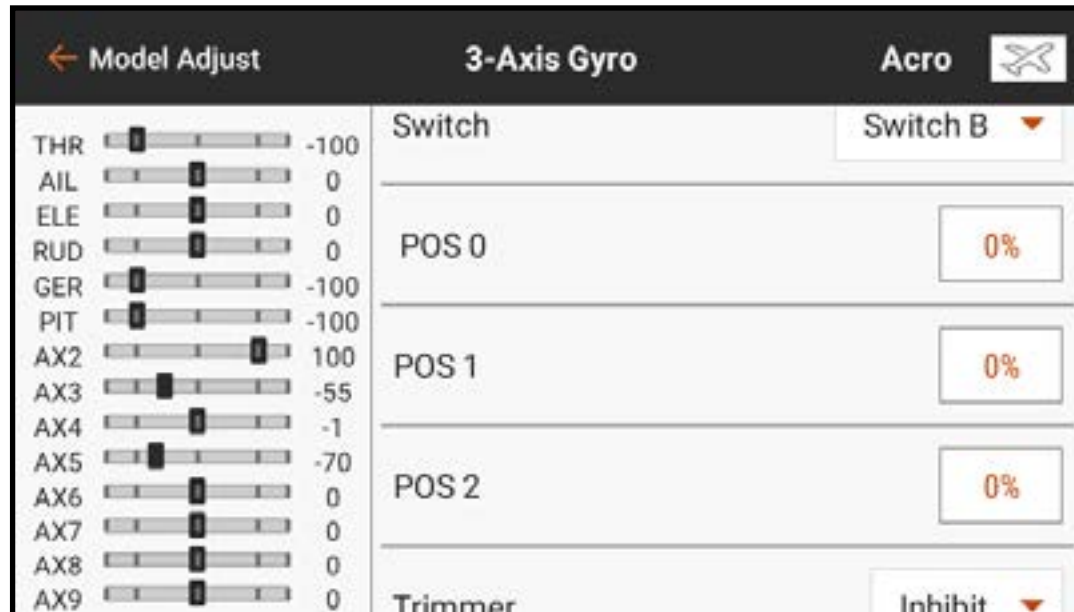 ← Model Adjust 3-Axis Gyro Acro
THR -100
AIL 0
ELE 0
RUD 0
GER -100
PIT -100
AX2 100
AX3 -55
AX4 -1
AX5 -70
AX6 0
AX7 0
AX8 0
AX9 0
Switch Switch B
POS 0 0%
POS 1 0%
POS 2 0%
Trimmer Inhibit